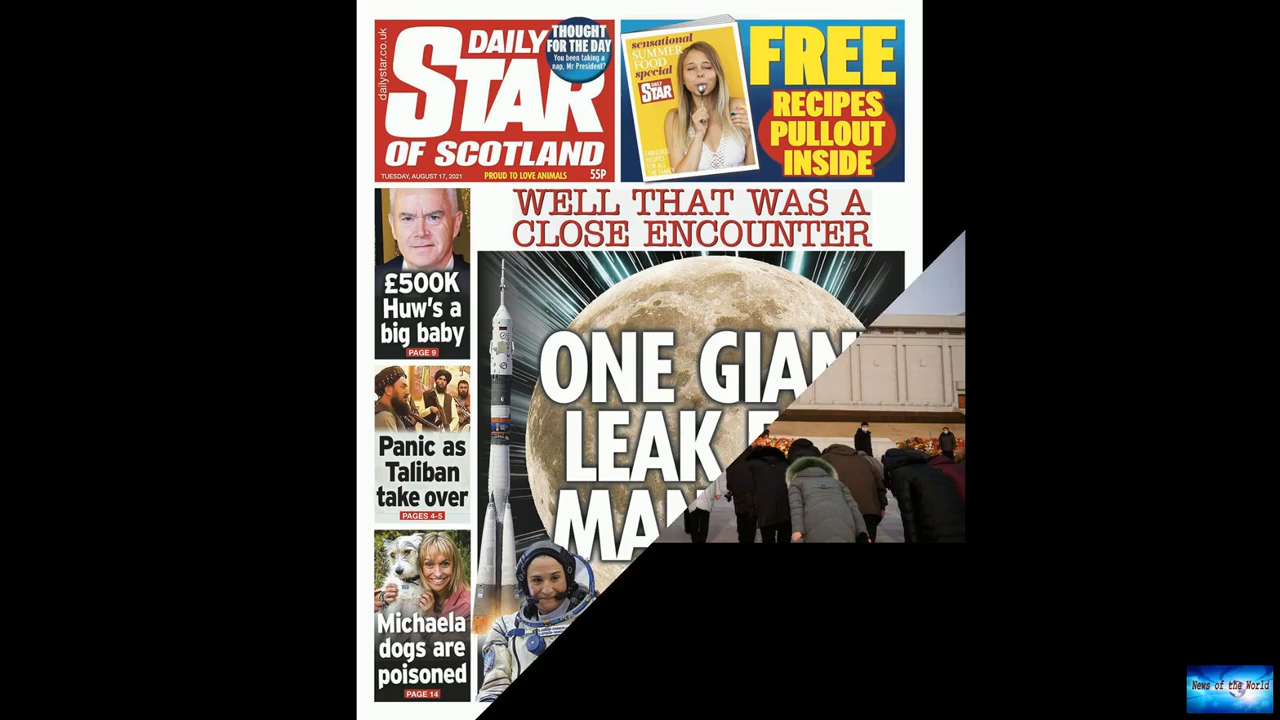 dailystar.co.uk
DAILY
STAR
OF SCOTLAND
TUESDAY, AUGUST 17, 2021
PROUD TO LOVE ANIMALS
55P
THOUGHT
FOR THE DAY
You been taking a
nap, Mr President?
sensational
SUMMER
FOOD
special
DAILY
STAR
FREE
RECIPES
PULLOUT
INSIDE
WELL THAT WAS A
CLOSE ENCOUNTER
£500K
Huw's a
big baby
PAGE 9
Panic as
Taliban
take over
PAGES 4-5
Michaela
dogs are
poisoned
PAGE 14
ONE GIAN
LEAK F
MAN
News of the World